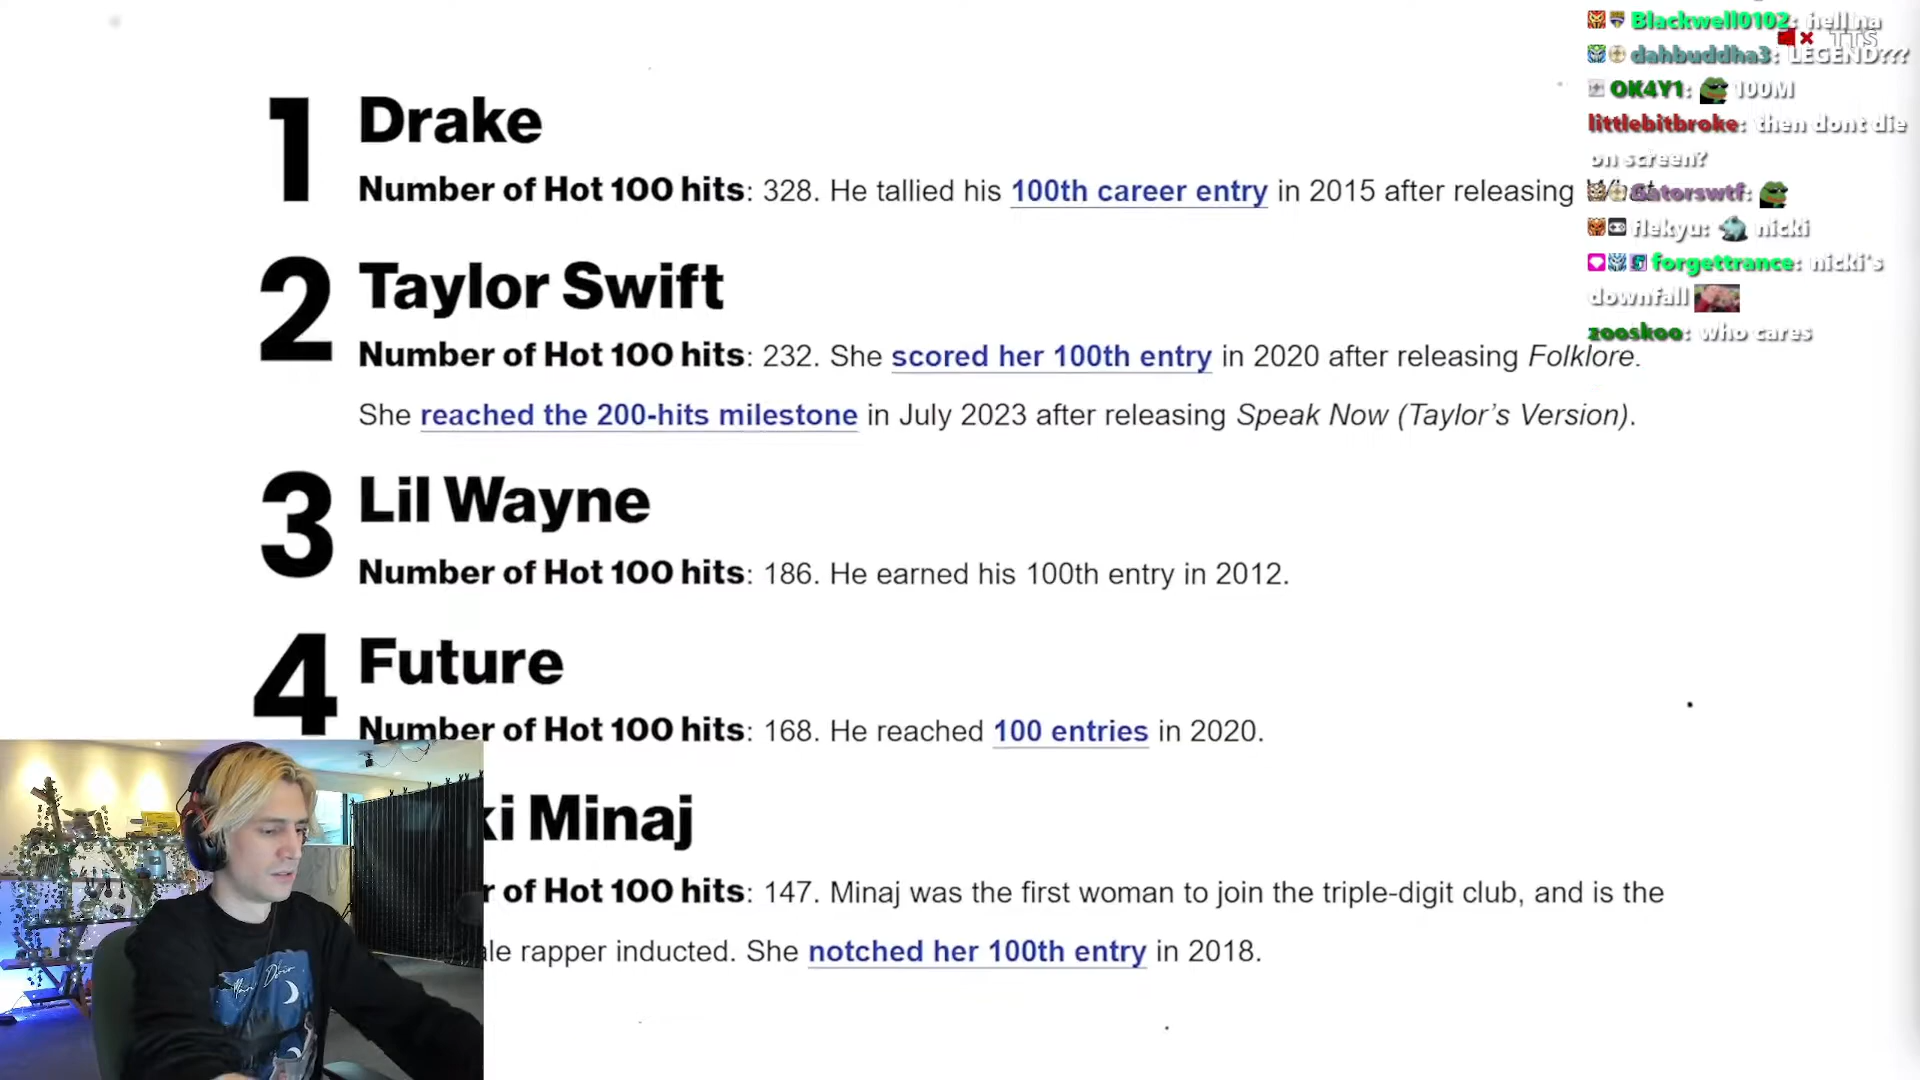 1 Drake
Number of Hot 100 hits: 328. He tallied his 100th career entry in 2015 after releasing What
2 Taylor Swift
Number of Hot 100 hits: 232. She scored her 100th entry in 2020 after releasing Folklore.
She reached the 200-hits milestone in July 2023 after releasing Speak Now (Taylor’s Version).
3 Lil Wayne
Number of Hot 100 hits: 186. He earned his 100th entry in 2012.
4 Future
Number of Hot 100 hits: 168. He reached 100 entries in 2020.
ki Minaj
r of Hot 100 hits: 147. Minaj was the first woman to join the triple-digit club, and is the
ale rapper inducted. She notched her 100th entry in 2018.
Blackwell0102: hell na
TTS
dahbuddha3: LEGEND???
OK4Y1: 100M
littlebitbroke: then dont die
on screen?
Gatorswtf:
flekyu: nicki
forgettrance: nicki's
downfall
zooskoo: who cares